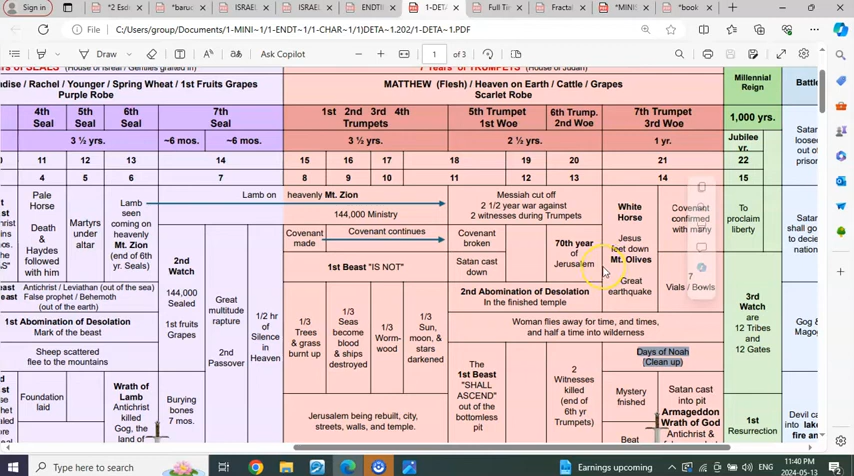 Sign in
*2 Esd
*baruc
ISRAEL
ISRAEL
ENDTII
1-DETA
Full Tin
Fractal
*MINIS
*book
File
C:/Users/group/Documents/1-MINI~1/1-ENDT~1/1-CHAR~1/1)DETA~1.202/1-DETA~1.PDF
Draw
Ask Copilot
1 of 3
(House of Isreal / Gentiles grafted in)
7 Years of TRUMPETS (House of Judah)
dise / Rachel / Younger / Spring Wheat / 1st Fruits Grapes
Purple Robe
MATTHEW (Flesh) / Heaven on Earth / Cattle / Grapes
Scarlet Robe
Millennial
Reign
Battle
4th
Seal
5th
Seal
6th
Seal
7th
Seal
1st 2nd 3rd 4th
Trumpets
5th Trumpet
1st Woe
6th Trump.
2nd Woe
7th Trumpet
3rd Woe
1,000 yrs.
3 ½ yrs.
~6 mos.
~6 mos.
3 ½ yrs.
2 ½ yrs.
1 yr.
Jubilee
yr.
11
12
13
14
15
16
17
18
19
20
21
22
4
5
6
7
8
9
10
11
12
13
14
15
Satan
loosed
out of
prison
Pale
Horse
Death
&
Haydes
followed
with him
Martyrs
under
altar
Lamb
seen
coming on
heavenly
Mt. Zion
(end of 6th
yr. Seals)
Lamb on heavenly Mt. Zion
144,000 Ministry
Covenant
made
Covenant continues
1st Beast "IS NOT"
Messiah cut off
2 1/2 year war against
2 witnesses during Trumpets
Covenant
broken
Satan cast
down
70th year
of
Jerusalem
White
Horse
Jesus
feet down
Mt. Olives
Great
earthquake
Covenant
confirmed
with many
7
Vials / Bowls
To
proclaim
liberty
Satan
shall go
to decie
nation
2nd
Watch
144,000
Sealed
1st fruits
Grapes
Great
multitude
rapture
2nd
Passover
1/2 hr
of
Silence
in
Heaven
Antichrist / Leviathan (out of the sea)
False prophet / Behemoth
(out of the earth)
1st Abomination of Desolation
Mark of the beast
Sheep scattered
flee to the mountains
1/3
Trees
& grass
burnt up
1/3
Seas
become
blood
& ships
destroyed
1/3
Worm-
wood
1/3
Sun,
moon, &
stars
darkened
2nd Abomination of Desolation
In the finished temple
Woman flies away for time, and times,
and half a time into wilderness
Days of Noah
(Clean up)
3rd
Watch
are
12 Tribes
and
12 Gates
Gog &
Magog
Foundation
laid
Wrath of
Lamb
Antichrist
killed
Gog, the
land of
Burying
bones
7 mos.
Jerusalem being rebuilt, city,
streets, walls, and temple.
The
1st Beast
"SHALL
ASCEND"
out of the
bottomless
pit
2
Witnesses
killed
(end of
6th yr
Trumpets)
Mystery
fnished
Beat
Satan cast
into pit
Armageddon
Wrath of God
Antichrist &
1st
Resurrection
Devil ca
into lake
fire an
Type here to search
Earnings upcoming
ENG
11:40 PM
2024-05-13